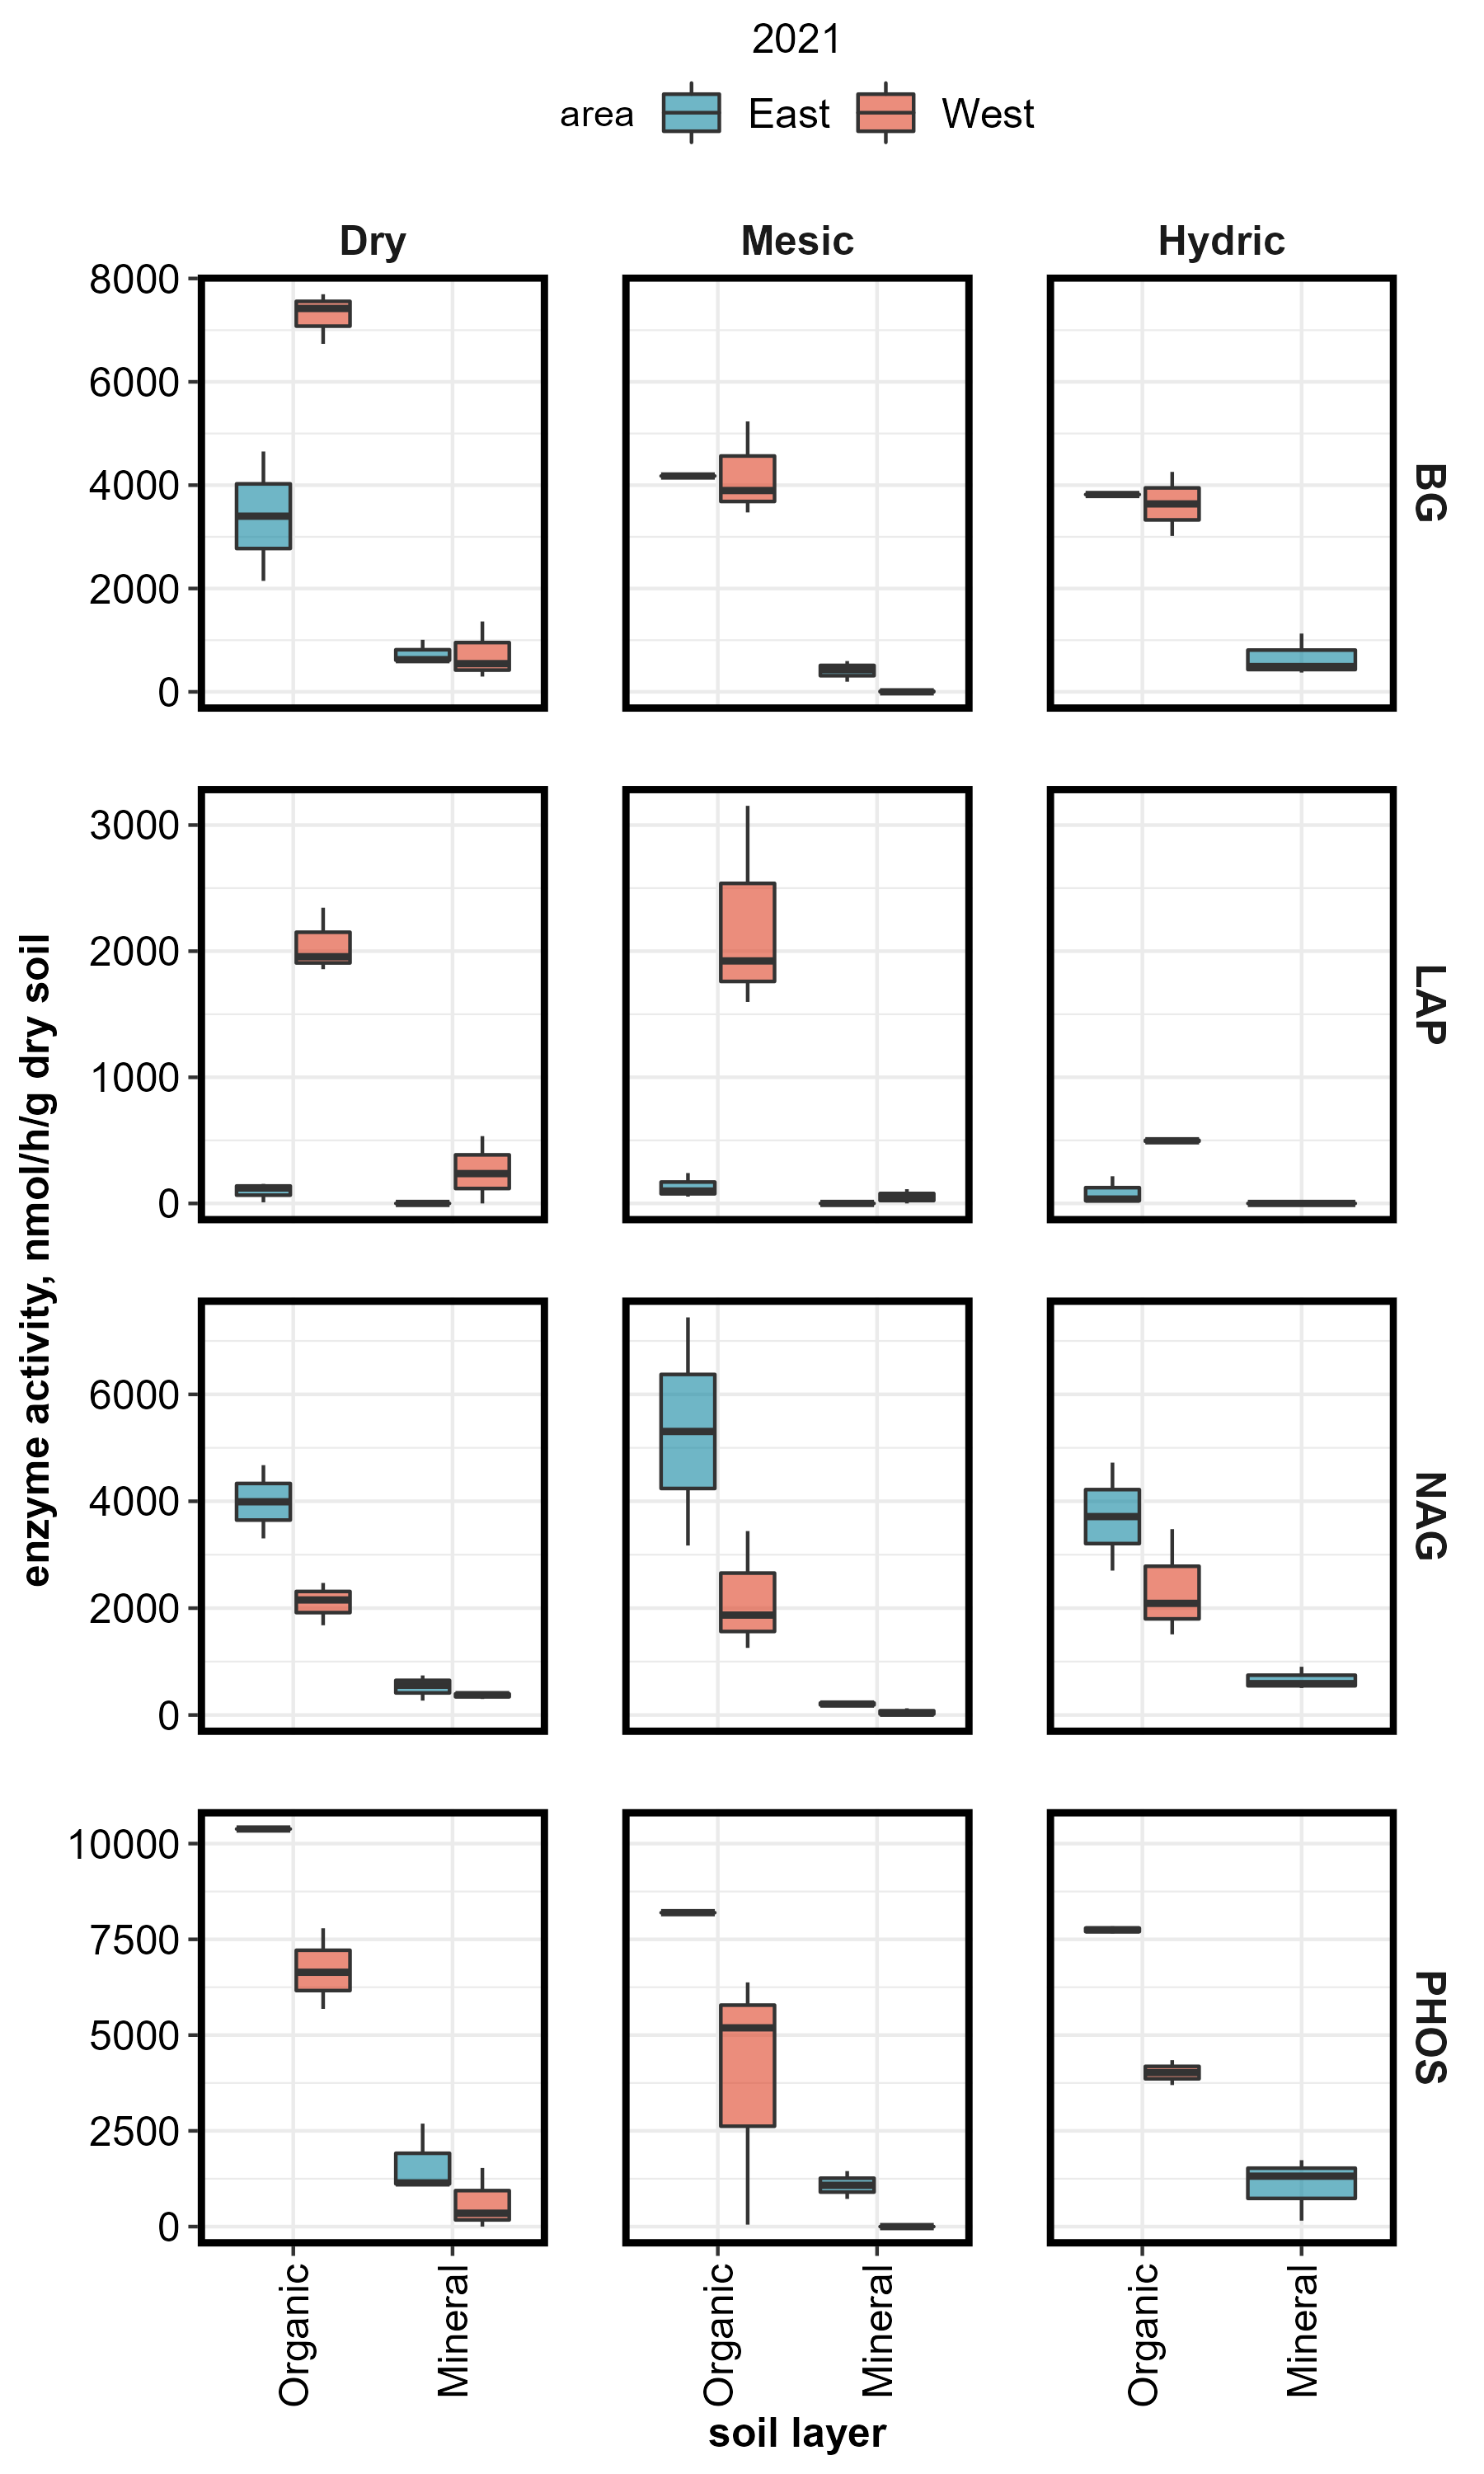 2021
area East West
Dry Mesic Hydric
8000
6000
4000
2000
0
BG
3000
2000
1000
0
LAP
enzyme activity, nmol/h/g dry soil
6000
4000
2000
0
NAG
10000
7500
5000
2500
0
PHOS
Organic Mineral Organic Mineral Organic Mineral
soil layer